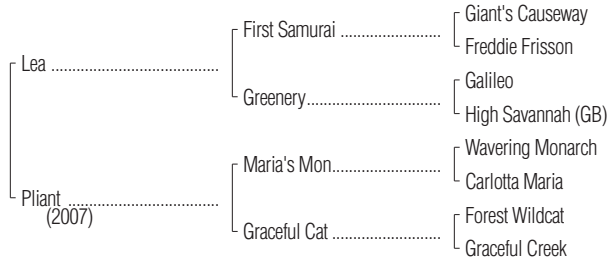 Giant's Causeway
First Samurai ......................
Freddie Frisson
Lea .....................................
Galileo
Greenery............................
High Savannah (GB)
Wavering Monarch
Maria's Mon........................
Carlotta Maria
Pliant .................................
(2007)
Forest Wildcat
Graceful Cat .......................
Graceful Creek